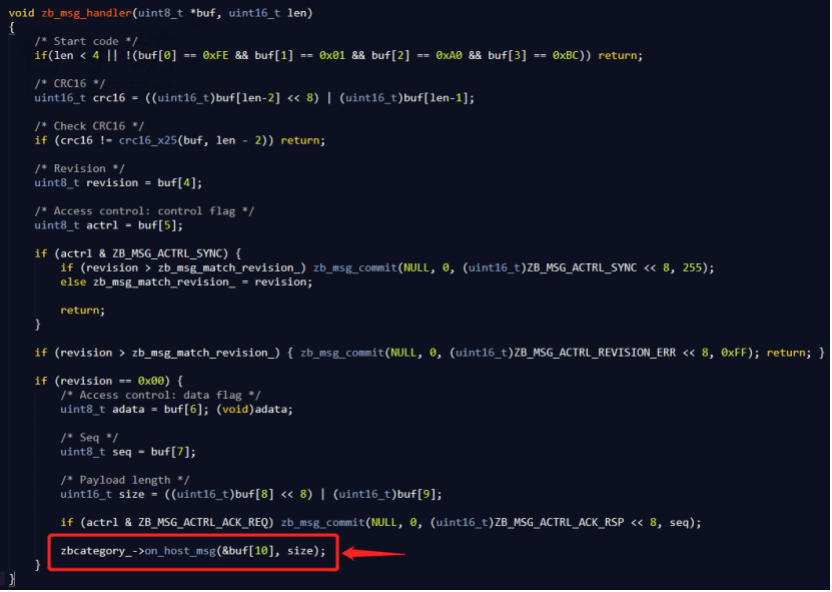 void zb_msg_handler(uint8_t *buf, uint16_t len)
{
    /* Start code */
    if(len < 4 || !(buf[0] == 0xFE && buf[1] == 0x01 && buf[2] == 0xA0 && buf[3] == 0xBC)) return;

    /* CRC16 */
    uint16_t crc16 = ((uint16_t)buf[len-2] << 8) | (uint16_t)buf[len-1];

    /* Check CRC16 */
    if (crc16 != crc16_x25(buf, len - 2)) return;

    /* Revision */
    uint8_t revision = buf[4];

    /* Access control: control flag */
    uint8_t actrl = buf[5];

    if (actrl & ZB_MSG_ACTRL_SYNC) {
        if (revision > zb_msg_match_revision_) zb_msg_commit(NULL, 0, (uint16_t)ZB_MSG_ACTRL_SYNC << 8, 255);
        else zb_msg_match_revision_ = revision;

        return;
    }

    if (revision > zb_msg_match_revision_) { zb_msg_commit(NULL, 0, (uint16_t)ZB_MSG_ACTRL_REVISION_ERR << 8, 0xFF); return; }

    if (revision == 0x00) {
        /* Access control: data flag */
        uint8_t adata = buf[6]; (void)adata;

        /* Seq */
        uint8_t seq = buf[7];

        /* Payload length */
        uint16_t size = ((uint16_t)buf[8] << 8) | (uint16_t)buf[9];

        if (actrl & ZB_MSG_ACTRL_ACK_REQ) zb_msg_commit(NULL, 0, (uint16_t)ZB_MSG_ACTRL_ACK_RSP << 8, seq);

        zbcategory_->on_host_msg(&buf[10], size);
    }
}